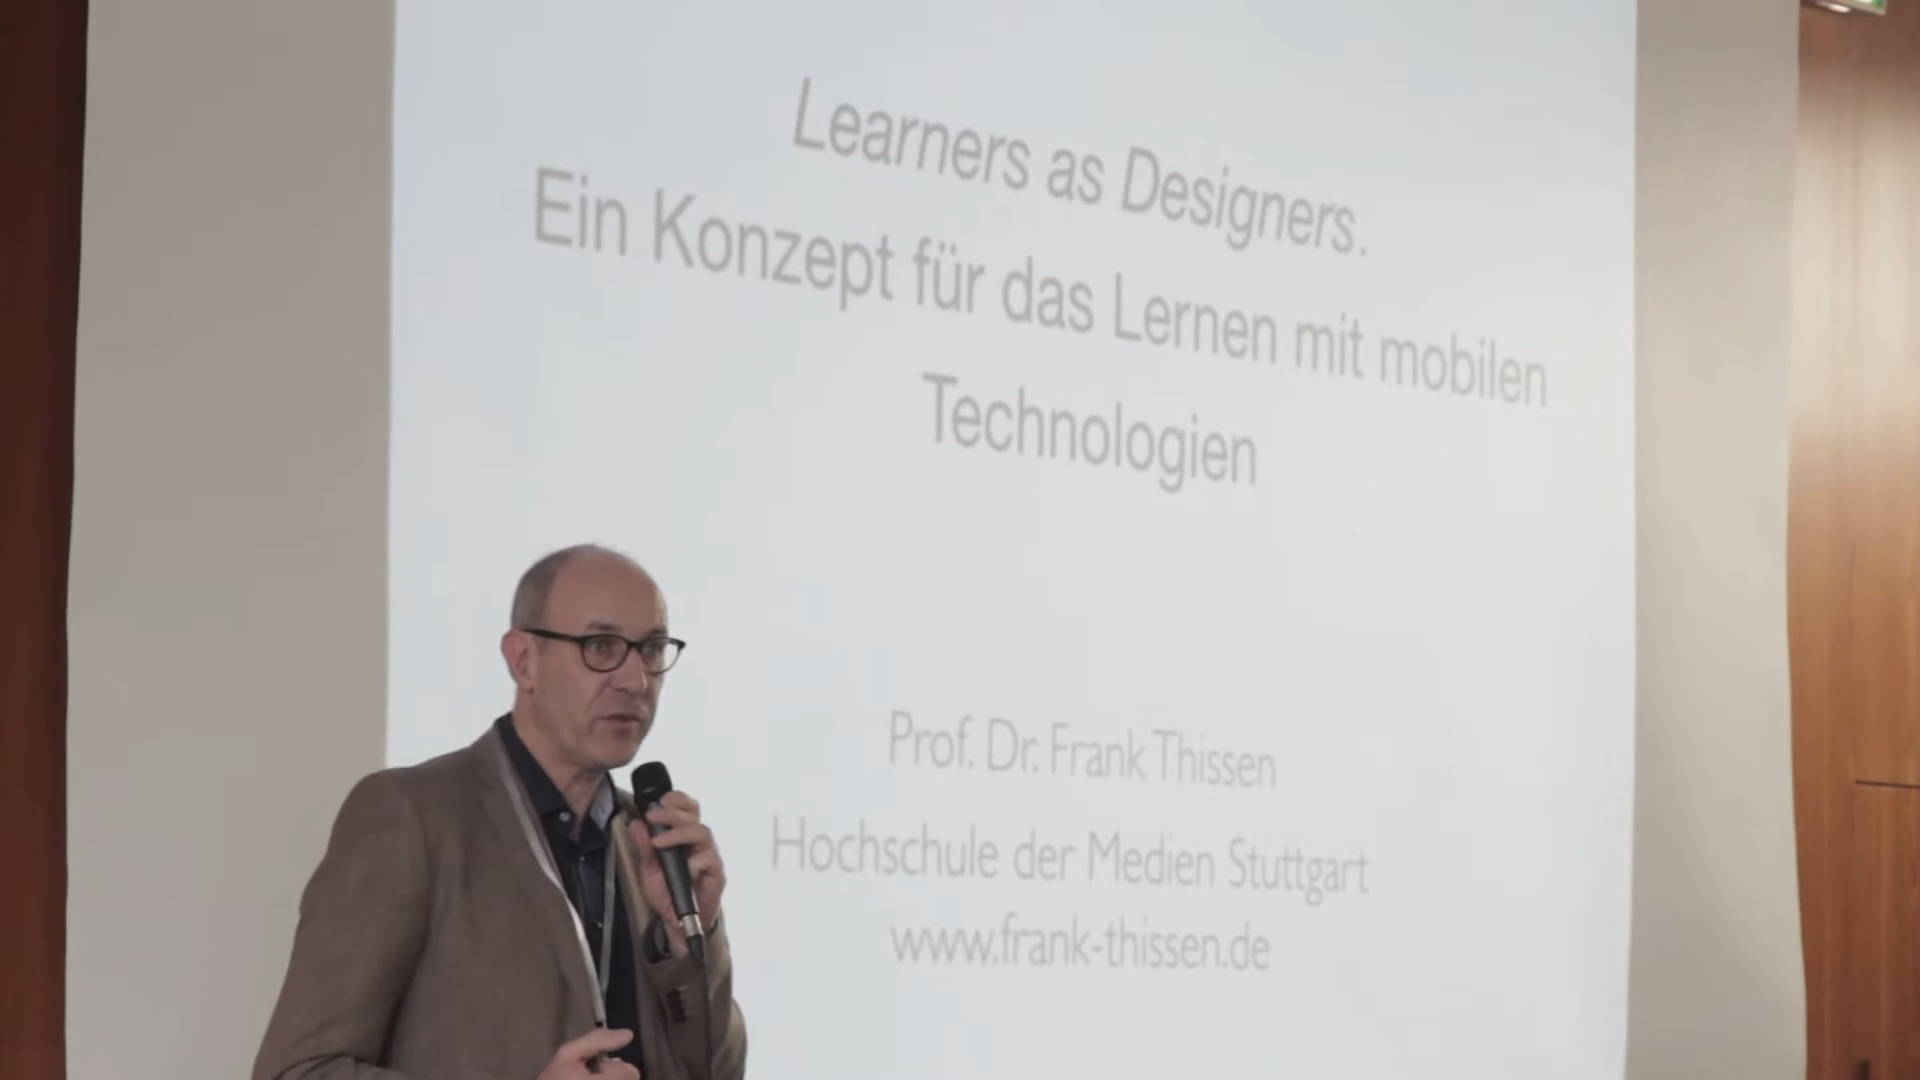 Learners as Designers.
Ein Konzept für das Lernen mit mobilen
Technologien
Prof. Dr. Frank Thissen
Hochschule der Medien Stuttgart
www.frank-thissen.de